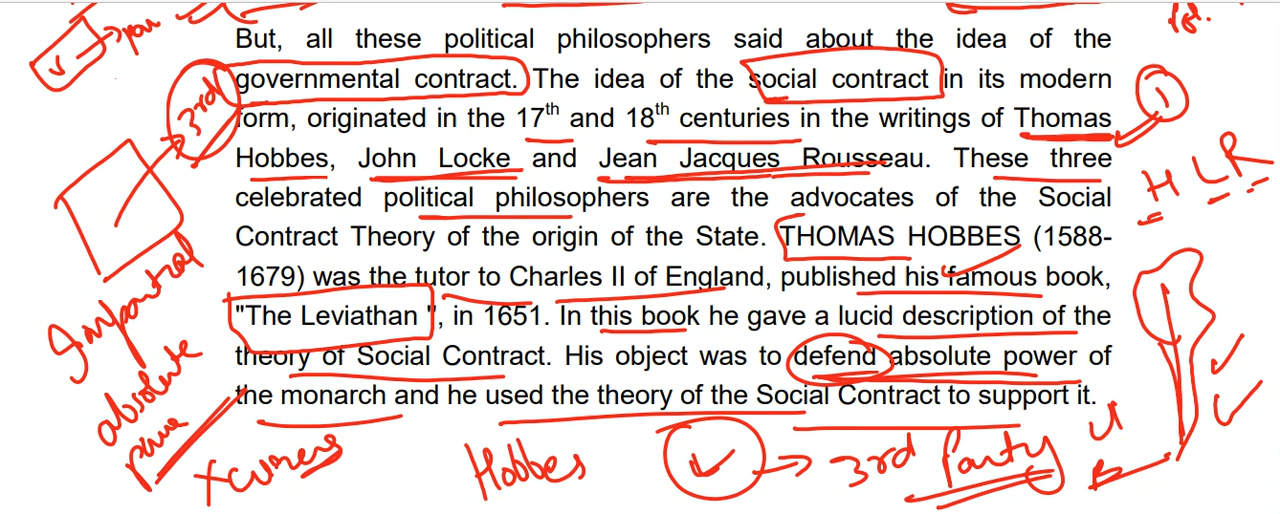 But, all these political philosophers said about the idea of the
governmental contract. The idea of the social contract in its modern
form, originated in the 17th and 18th centuries in the writings of Thomas
Hobbes, John Locke and Jean Jacques Rousseau. These three
celebrated political philosophers are the advocates of the Social
Contract Theory of the origin of the State. THOMAS HOBBES (1588-
1679) was the tutor to Charles II of England, published his famous book,
"The Leviathan ", in 1651. In this book he gave a lucid description of the
theory of Social Contract. His object was to defend absolute power of
the monarch and he used the theory of the Social Contract to support it.
3rd
1
H L R
absolute
Hobbes
3rd Party